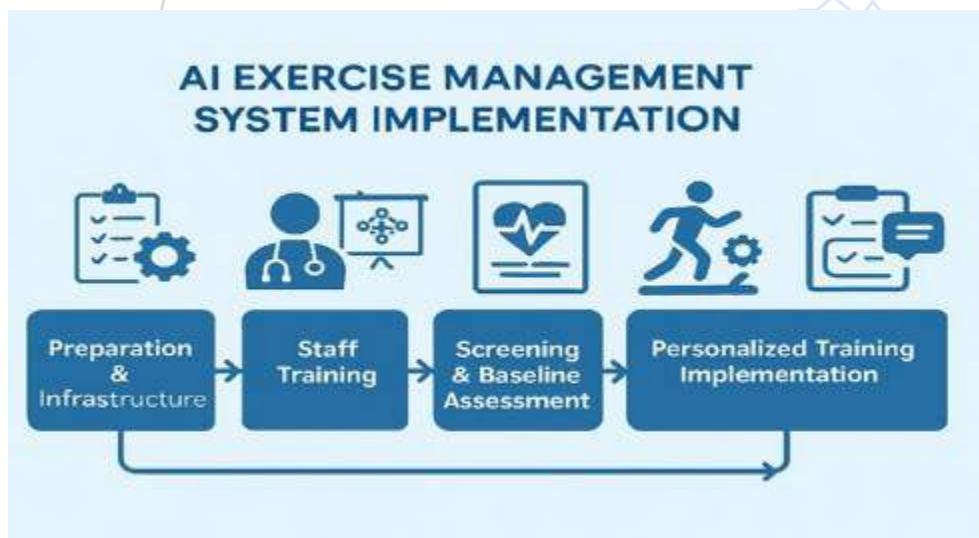 AI EXERCISE MANAGEMENT
SYSTEM IMPLEMENTATION
Preparation
&
Infrastructure
Staff
Training
Screening
& Baseline
Assessment
Personalized Training
Implementation